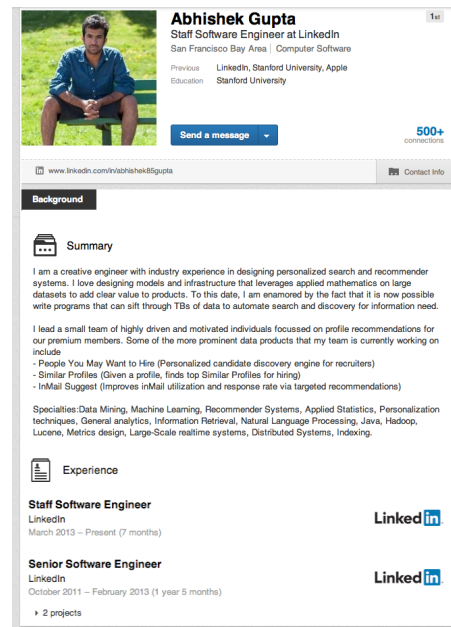 Abhishek Gupta
1st
Staff Software Engineer at LinkedIn
San Francisco Bay Area | Computer Software
Previous LinkedIn, Stanford University, Apple
Education Stanford University
Send a message
500+
connections
www.linkedin.com/in/abhishek85gupta
Contact Info
Background
Summary
I am a creative engineer with industry experience in designing personalized search and recommender
systems. I love designing models and infrastructure that leverages applied mathematics on large
datasets to add clear value to products. To this date, I am enamored by the fact that it is now possible
write programs that can sift through TBs of data to automate search and discovery for information need.
I lead a small team of highly driven and motivated individuals focussed on profile recommendations for
our premium members. Some of the more prominent data products that my team is currently working on
include
- People You May Want to Hire (Personalized candidate discovery engine for recruiters)
- Similar Profiles (Given a profile, finds top Similar Profiles for hiring)
- InMail Suggest (Improves inMail utilization and response rate via targeted recommendations)
Specialties:Data Mining, Machine Learning, Recommender Systems, Applied Statistics, Personalization
techniques, General analytics, Information Retrieval, Natural Language Processing, Java, Hadoop,
Lucene, Metrics design, Large-Scale realtime systems, Distributed Systems, Indexing.
Experience
Staff Software Engineer
LinkedIn
LinkedIn
March 2013 – Present (7 months)
Senior Software Engineer
LinkedIn
LinkedIn
October 2011 – February 2013 (1 year 5 months)
2 projects